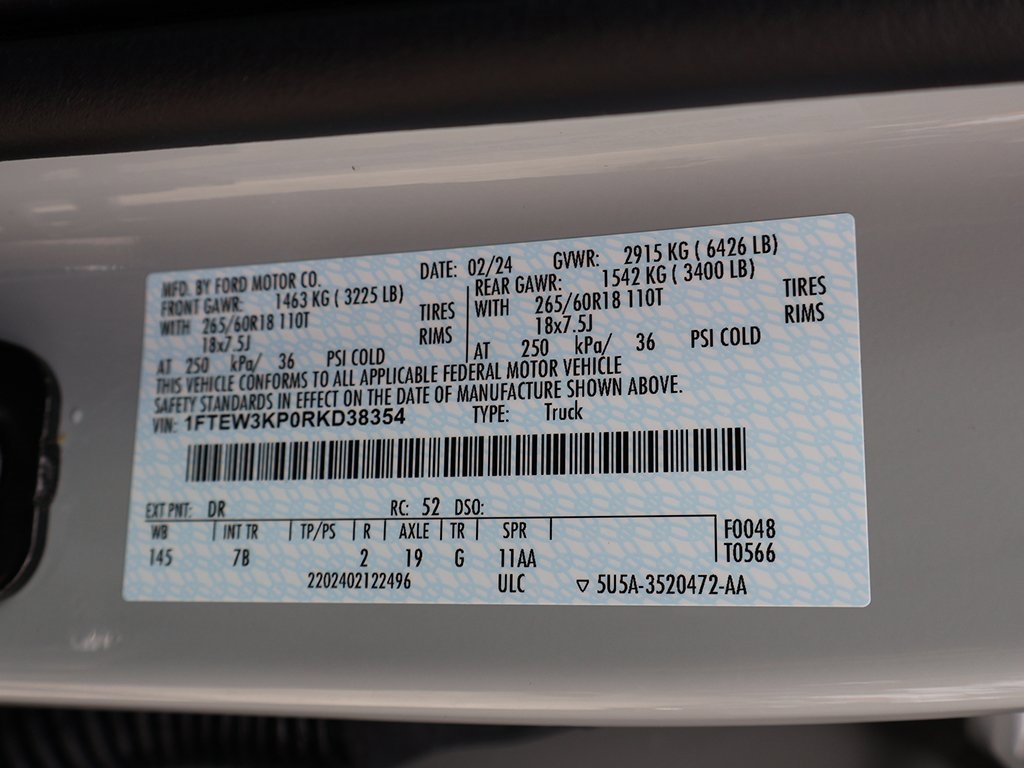 MFD. BY FORD MOTOR CO. DATE: 02/24 GVWR: 2915 KG ( 6426 LB)
FRONT GAWR: 1463 KG ( 3225 LB) REAR GAWR: 1542 KG ( 3400 LB)
WITH 265/60R18 110T TIRES WITH 265/60R18 110T TIRES
18x7.5J RIMS 18x7.5J RIMS
AT 250 kPa/ 36 PSI COLD AT 250 kPa/ 36 PSI COLD
THIS VEHICLE CONFORMS TO ALL APPLICABLE FEDERAL MOTOR VEHICLE
SAFETY STANDARDS IN EFFECT ON THE DATE OF MANUFACTURE SHOWN ABOVE.
VIN: 1FTEW3KP0RKD38354 TYPE: Truck
EXT PNT: DR RC: 52 DSO:
WB INT TR TP/PS R AXLE TR SPR F0048
145 7B 2 19 G 11AA T0566
2202402122496 ULC ▽ 5U5A-3520472-AA